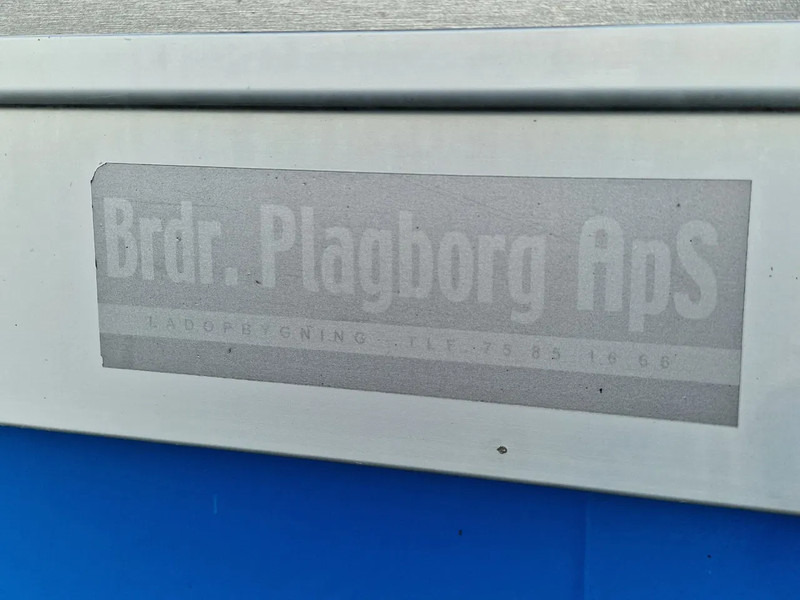 Brdr. Plagborg ApS
LADOPBYGNING . TLF. 75 85 16 66